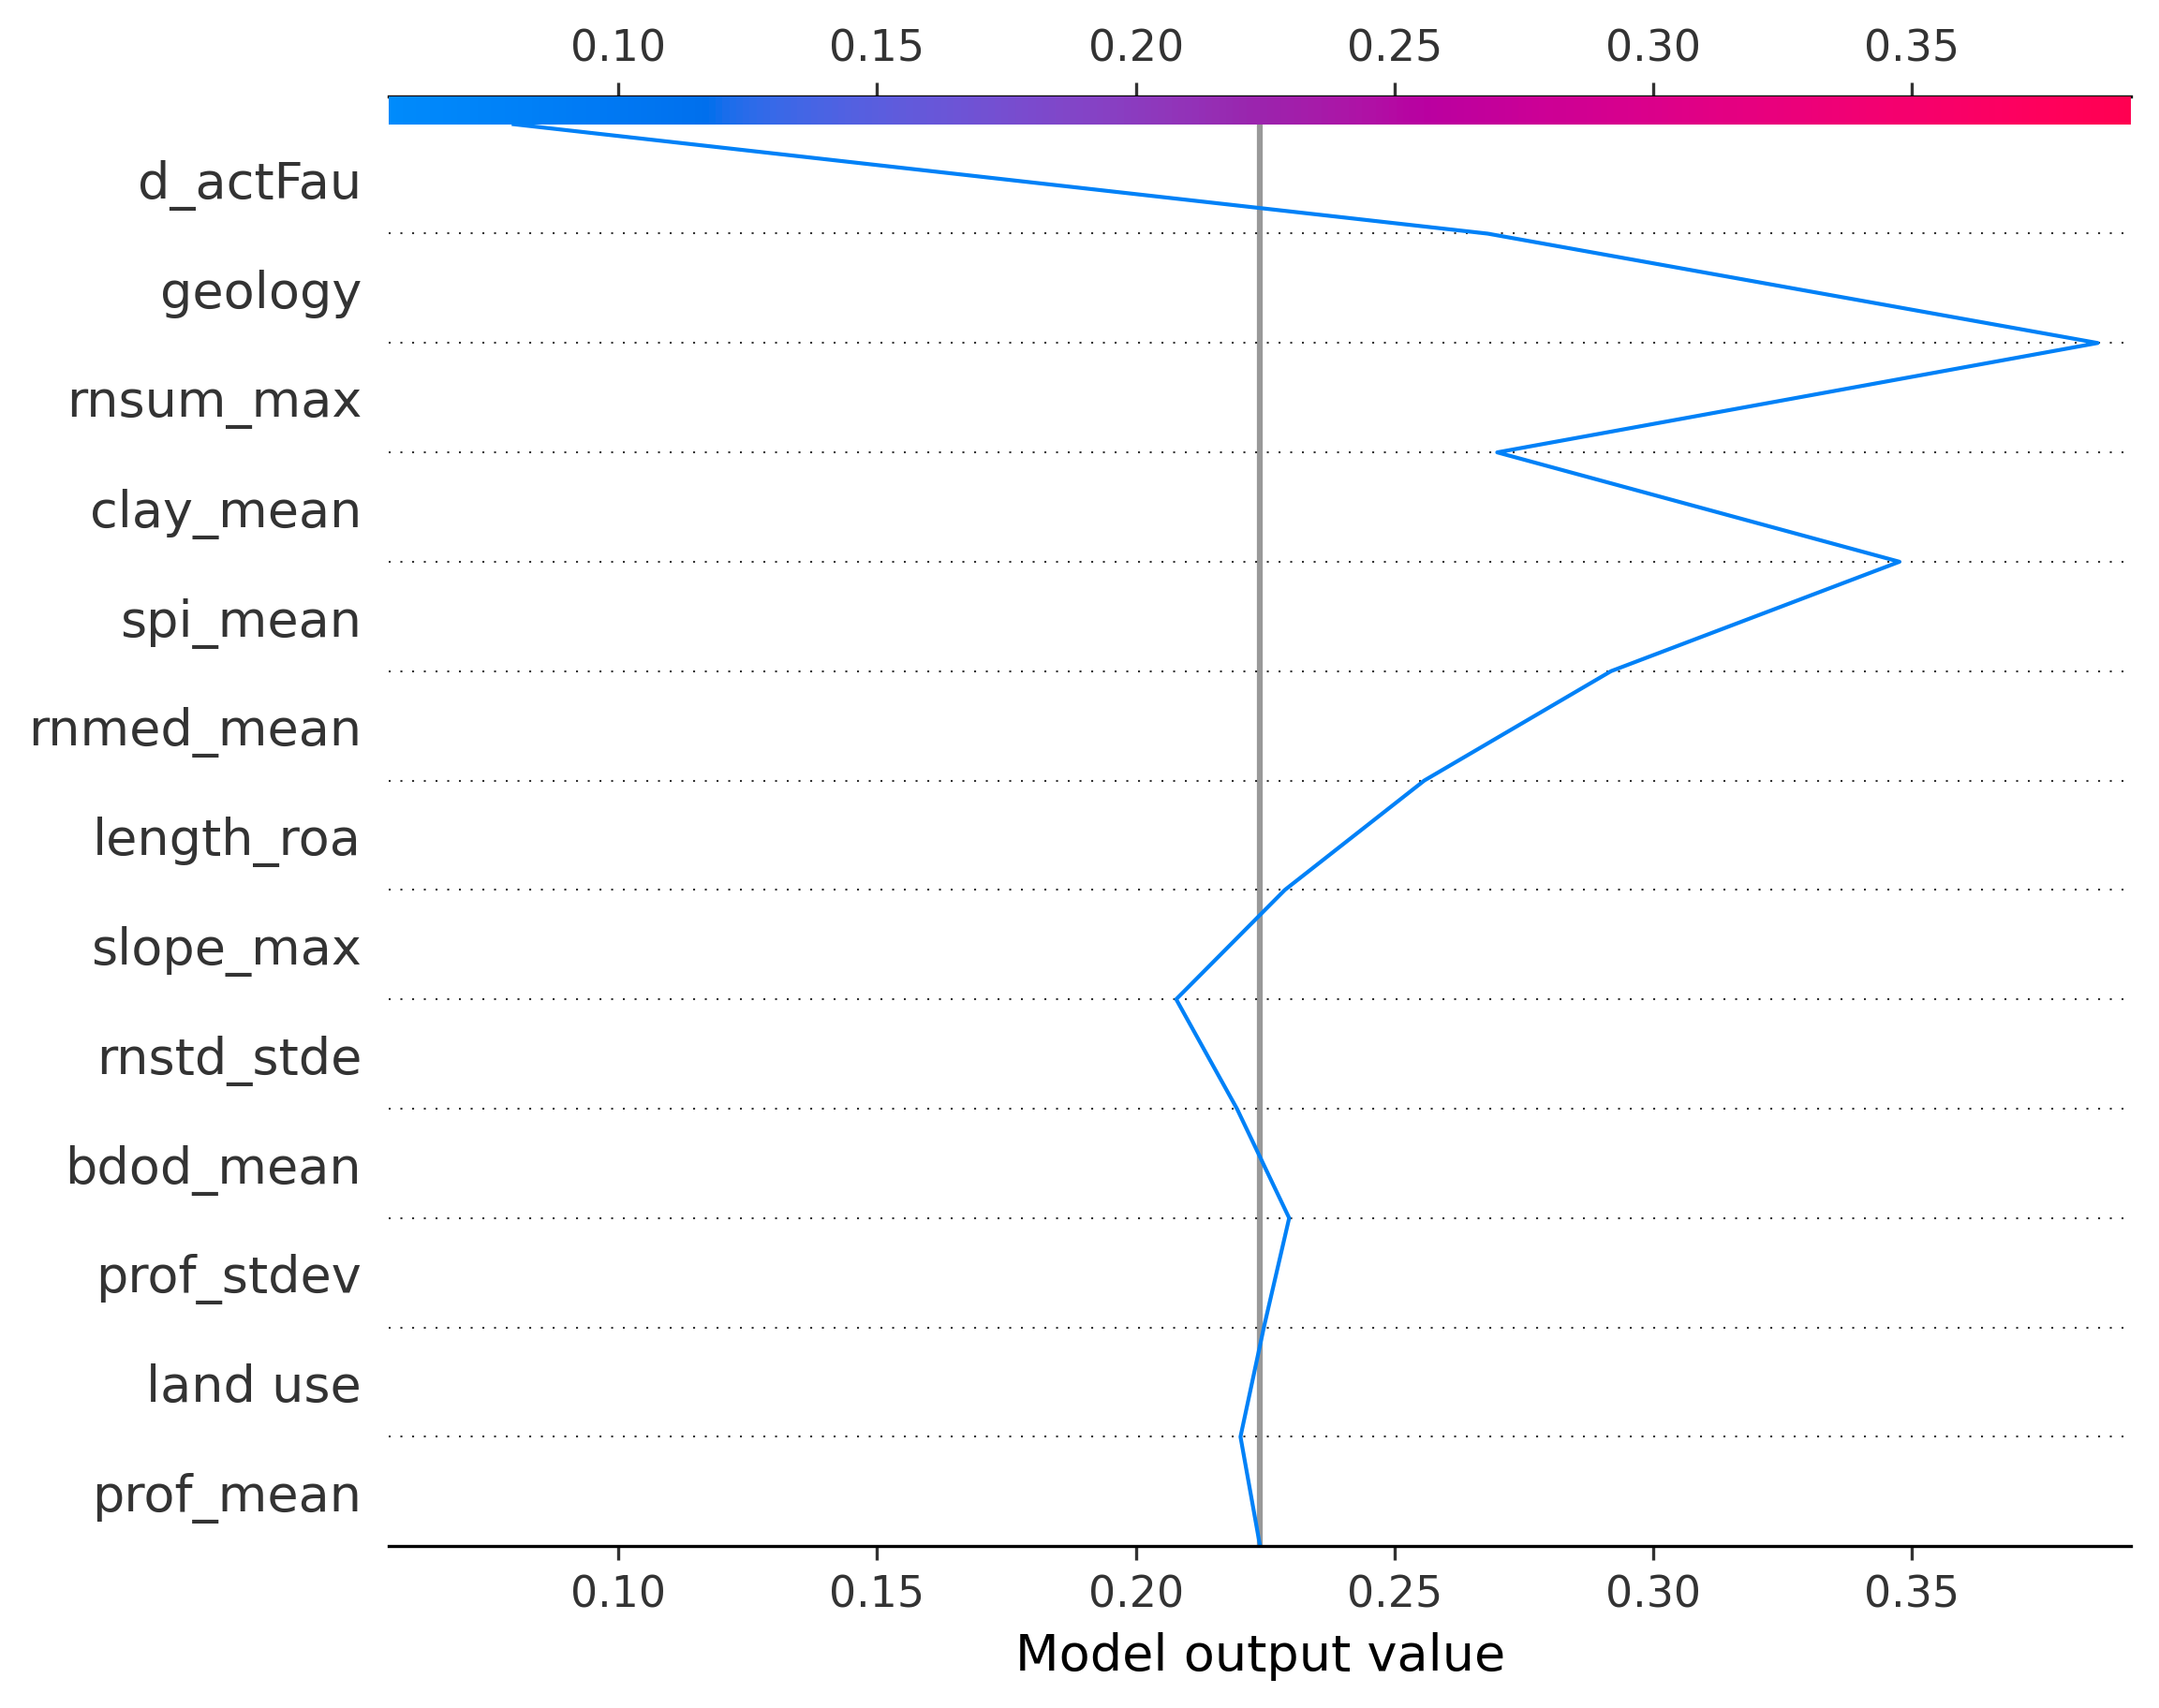 0.10 0.15 0.20 0.25 0.30 0.35
d_actFau
geology
rnsum_max
clay_mean
spi_mean
rnmed_mean
length_roa
slope_max
rnstd_stde
bdod_mean
prof_stdev
land use
prof_mean
0.10 0.15 0.20 0.25 0.30 0.35
Model output value